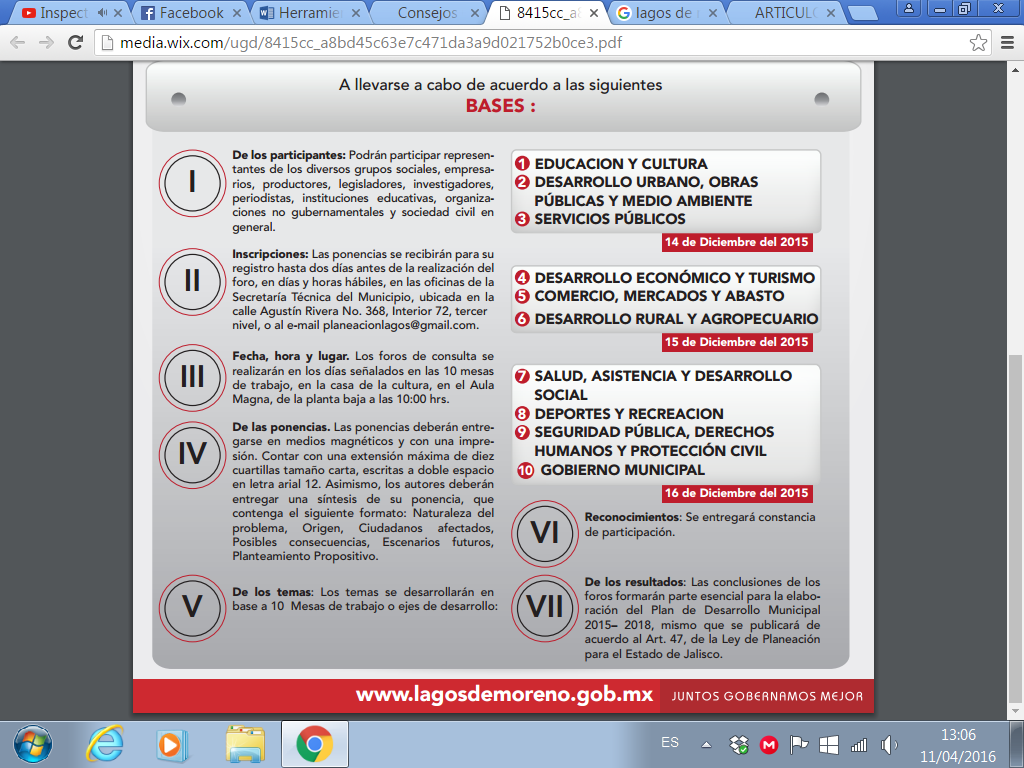 Inspect
Facebook
Herramie
Consejos
8415cc_a8
lagos de
ARTICULO
media.wix.com/ugd/8415cc_a8bd45c63e7c471da3a9d021752b0ce3.pdf
A llevarse a cabo de acuerdo a las siguientes
BASES :
I
De los participantes: Podrán participar represen-
tantes de los diversos grupos sociales, empresa-
rios, productores, legisladores, investigadores,
periodistas, instituciones educativas, organiza-
ciones no gubernamentales y sociedad civil en
general.
II
Inscripciones: Las ponencias se recibirán para su
registro hasta dos días antes de la realización del
foro, en días y horas hábiles, en las oficinas de la
Secretaría Técnica del Municipio, ubicada en la
calle Agustín Rivera No. 368, Interior 72, tercer
nivel, o al e-mail planeacionlagos@gmail.com.
III
Fecha, hora y lugar. Los foros de consulta se
realizarán en los días señalados en las 10 mesas
de trabajo, en la casa de la cultura, en el Aula
Magna, de la planta baja a las 10:00 hrs.
IV
De las ponencias. Las ponencias deberán entre-
garse en medios magnéticos y con una impre-
sión. Contar con una extensión máxima de diez
cuartillas tamaño carta, escritas a doble espacio
en letra arial 12. Asimismo, los autores deberán
entregar una síntesis de su ponencia, que
contenga el siguiente formato: Naturaleza del
problema, Origen, Ciudadanos afectados,
Posibles consecuencias, Escenarios futuros,
Planteamiento Propositivo.
V
De los temas: Los temas se desarrollarán en
base a 10 Mesas de trabajo o ejes de desarrollo:
1 EDUCACION Y CULTURA
2 DESARROLLO URBANO, OBRAS
PÚBLICAS Y MEDIO AMBIENTE
3 SERVICIOS PÚBLICOS
14 de Diciembre del 2015
4 DESARROLLO ECONÓMICO Y TURISMO
5 COMERCIO, MERCADOS Y ABASTO
6 DESARROLLO RURAL Y AGROPECUARIO
15 de Diciembre del 2015
7 SALUD, ASISTENCIA Y DESARROLLO
SOCIAL
8 DEPORTES Y RECREACION
9 SEGURIDAD PÚBLICA, DERECHOS
HUMANOS Y PROTECCIÓN CIVIL
10 GOBIERNO MUNICIPAL
16 de Diciembre del 2015
VI
Reconocimientos: Se entregará constancia
de participación.
VII
De los resultados: Las conclusiones de los
foros formarán parte esencial para la elabo-
ración del Plan de Desarrollo Municipal
2015– 2018, mismo que se publicará de
acuerdo al Art. 47, de la Ley de Planeación
para el Estado de Jalisco.
www.lagosdemoreno.gob.mx JUNTOS GOBERNAMOS MEJOR
ES
13:06
11/04/2016